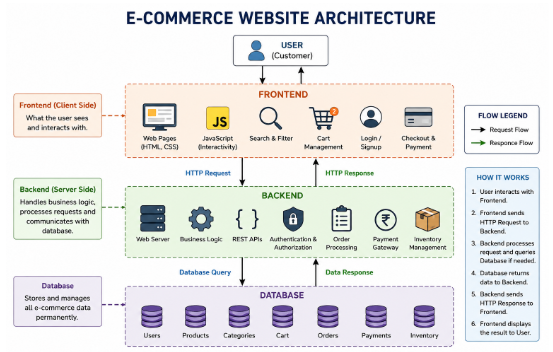 E-COMMERCE WEBSITE ARCHITECTURE
USER
(Customer)
FRONTEND
Web Pages
(HTML, CSS)
JS
JavaScript
(Interactivity)
Search & Filter
Cart
Management
Login /
Signup
Checkout &
Payment
Frontend (Client Side)
What the user sees
and interacts with.
HTTP Request
HTTP Response
BACKEND
Web Server
Business Logic
{ }
REST APIs
Authentication &
Authorization
Order
Processing
₹
Payment
Gateway
Inventory
Management
Backend (Server Side)
Handles business logic,
processes requests and
communicates with
database.
Database Query
Data Response
DATABASE
Users
Products
Categories
Cart
Orders
Payments
Inventory
Database
Stores and manages
all e-commerce data
permanently.
FLOW LEGEND
Request Flow
Responce Flow
HOW IT WORKS
1. User interacts with
Frontend.
2. Frontend sends
HTTP Request to
Backend.
3. Backend processes
request and queries
Database if needed.
4. Database returns
data to Backend.
5. Backend sends
HTTP Response to
Frontend.
6. Frontend displays
the result to User.